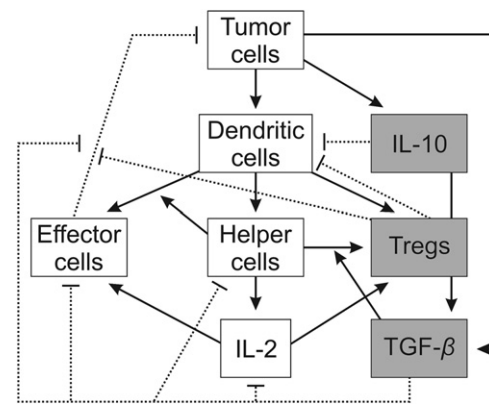 Tumor
cells
Dendritic
cells
IL-10
Effector
cells
Helper
cells
Tregs
IL-2
TGF-β